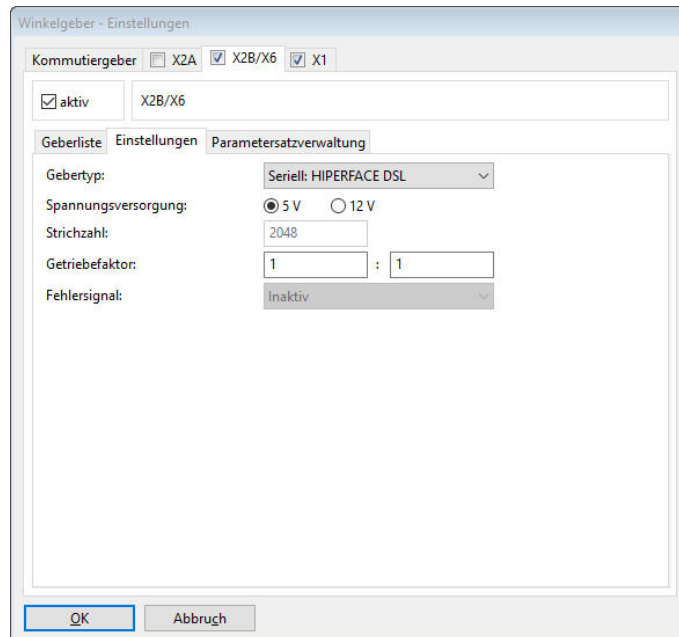 Winkelgeber - Einstellungen
Kommutiergeber X2A X2B/X6 X1
aktiv X2B/X6
Geberliste Einstellungen Parametersatzverwaltung
Gebertyp: Seriell: HIPERFACE DSL
Spannungsversorgung: 5 V 12 V
Strichzahl: 2048
Getriebefaktor: 1 : 1
Fehlersignal: Inaktiv
OK Abbruch